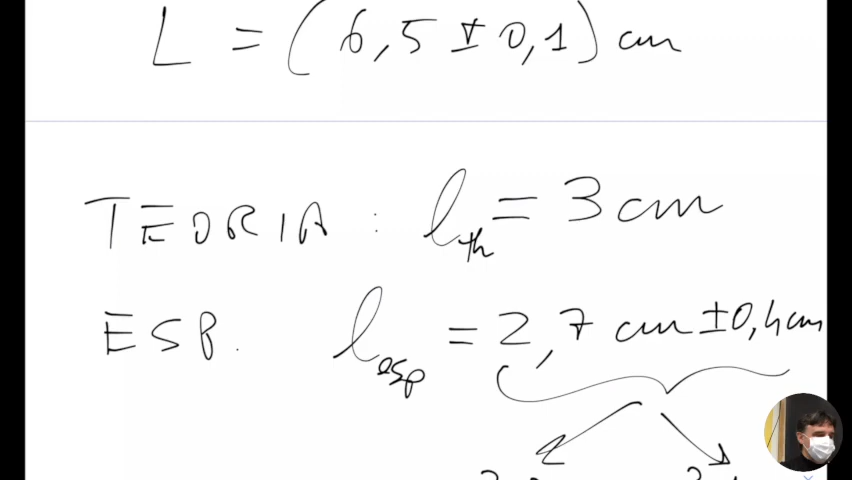 L = (6,5 ± 0,1) cm
TEORIA : l_th = 3 cm
ESP. l_esp = 2,7 cm ± 0,4 cm